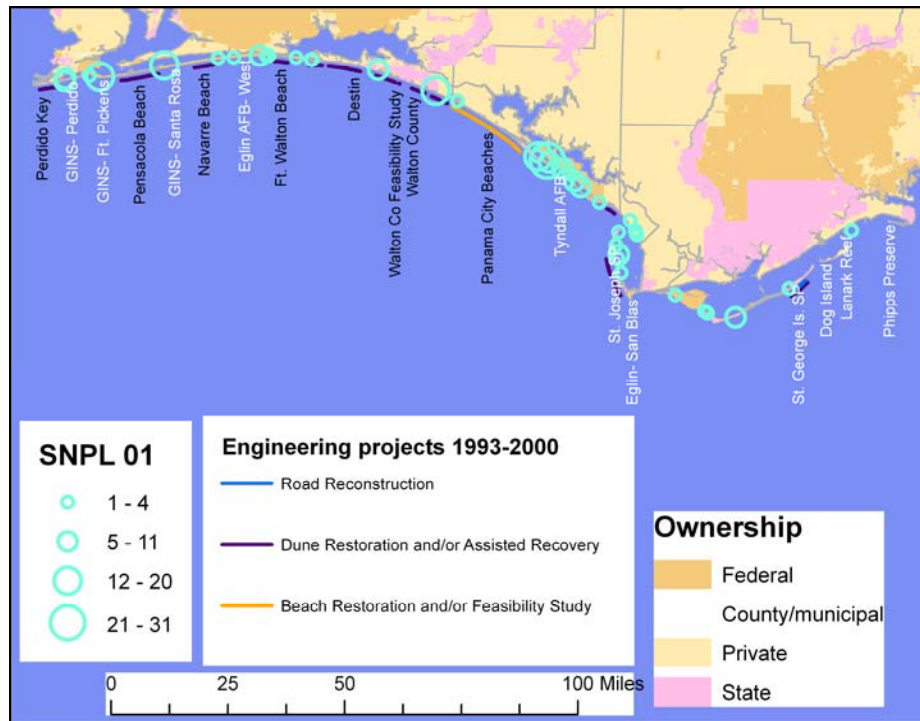 Perdido Key
GINS- Perdido
GINS- Ft. Pickens
Pensacola Beach
GINS- Santa Rosa
Navarre Beach
Eglin AFB- West
Ft. Walton Beach
Destin
Walton Co Feasibility Study
Walton County
Panama City Beaches
Tyndall AFB
St. Joseph SP
Eglin- San Blas
St. George Is. SP
Dog Island
Lanark Reef
Phipps Preserve
SNPL 01
1 - 4
5 - 11
12 - 20
21 - 31
Engineering projects 1993-2000
Road Reconstruction
Dune Restoration and/or Assisted Recovery
Beach Restoration and/or Feasibility Study
Ownership
Federal
County/municipal
Private
State
0 25 50 100 Miles